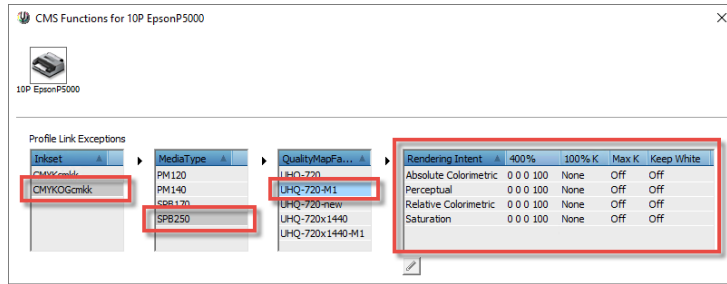 CMS Functions for 10P EpsonP5000
10P EpsonP5000
Profile Link Exceptions
Inkset
CMYKcmkk
CMYKOGcmkk
MediaType
PM120
PM140
SPB170
SPB250
QualityMapFa...
UHQ-720
UHQ-720-M1
UHQ-720-new
UHQ-720x1440
UHQ-720x1440-M1
Rendering Intent 400% 100% K Max K Keep White
Absolute Colorimetric 0 0 0 100 None Off Off
Perceptual 0 0 0 100 None Off Off
Relative Colorimetric 0 0 0 100 None Off Off
Saturation 0 0 0 100 None Off Off